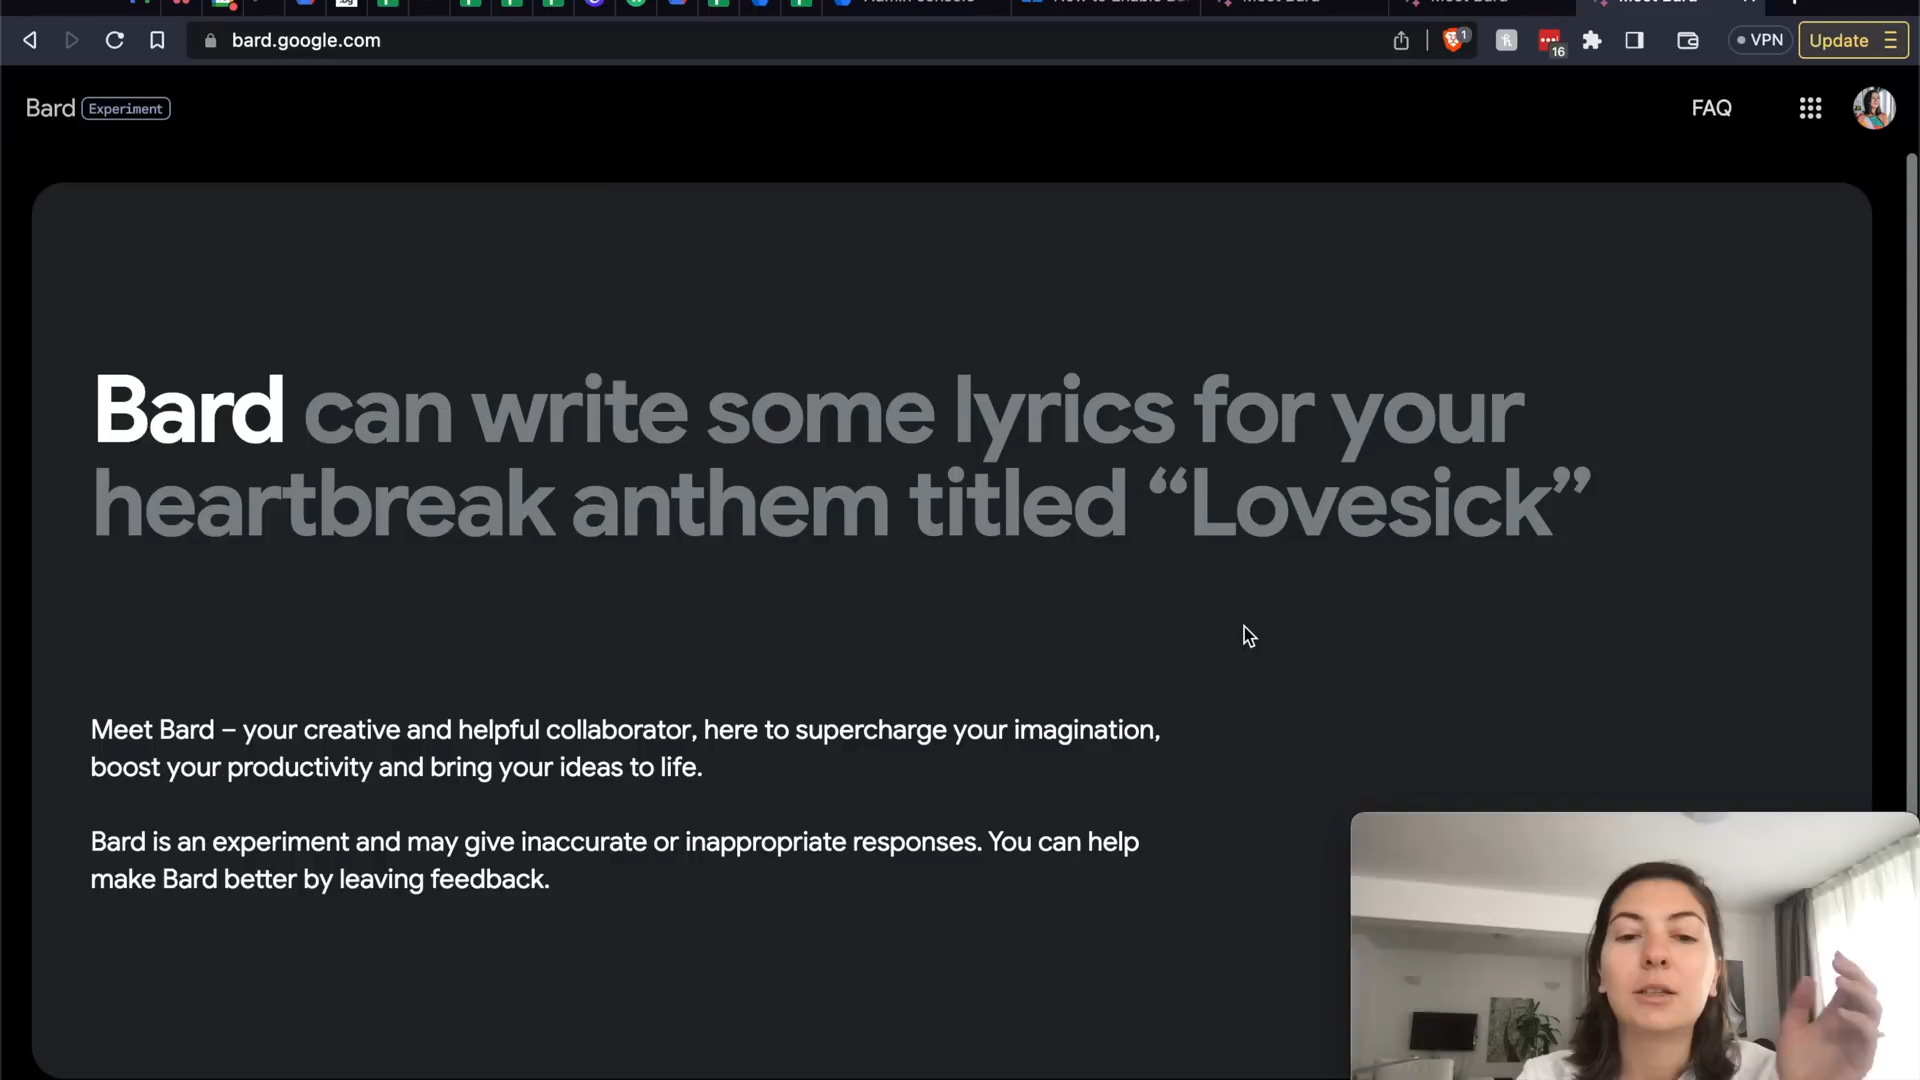 bard.google.com
1
16
VPN
Update
Bard Experiment
FAQ
Bard can write some lyrics for your
heartbreak anthem titled “Lovesick”
Meet Bard – your creative and helpful collaborator, here to supercharge your imagination,
boost your productivity and bring your ideas to life.
Bard is an experiment and may give inaccurate or inappropriate responses. You can help
make Bard better by leaving feedback.